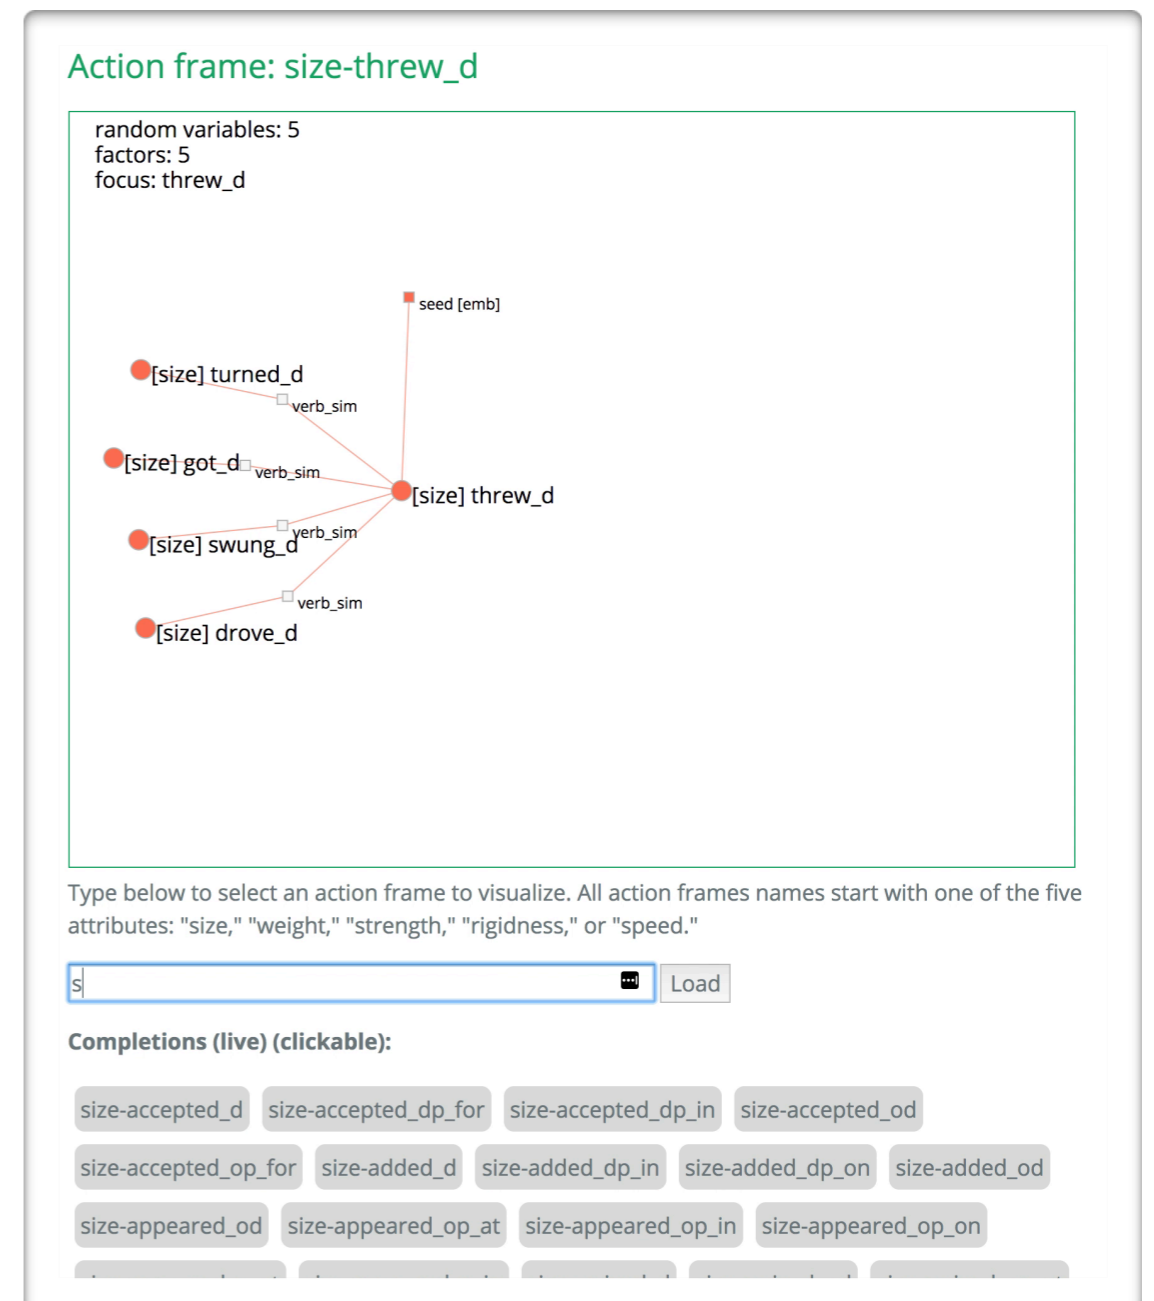 Action frame: size-threw_d
random variables: 5
factors: 5
focus: threw_d
seed [emb]
[size] turned_d
verb_sim
[size] got_d
verb_sim
[size] threw_d
verb_sim
[size] swung_d
verb_sim
[size] drove_d
Type below to select an action frame to visualize. All action frames names start with one of the five
attributes: "size," "weight," "strength," "rigidness," or "speed."
s
Load
Completions (live) (clickable):
size-accepted_d size-accepted_dp_for size-accepted_dp_in size-accepted_od
size-accepted_op_for size-added_d size-added_dp_in size-added_dp_on size-added_od
size-appeared_od size-appeared_op_at size-appeared_op_in size-appeared_op_on